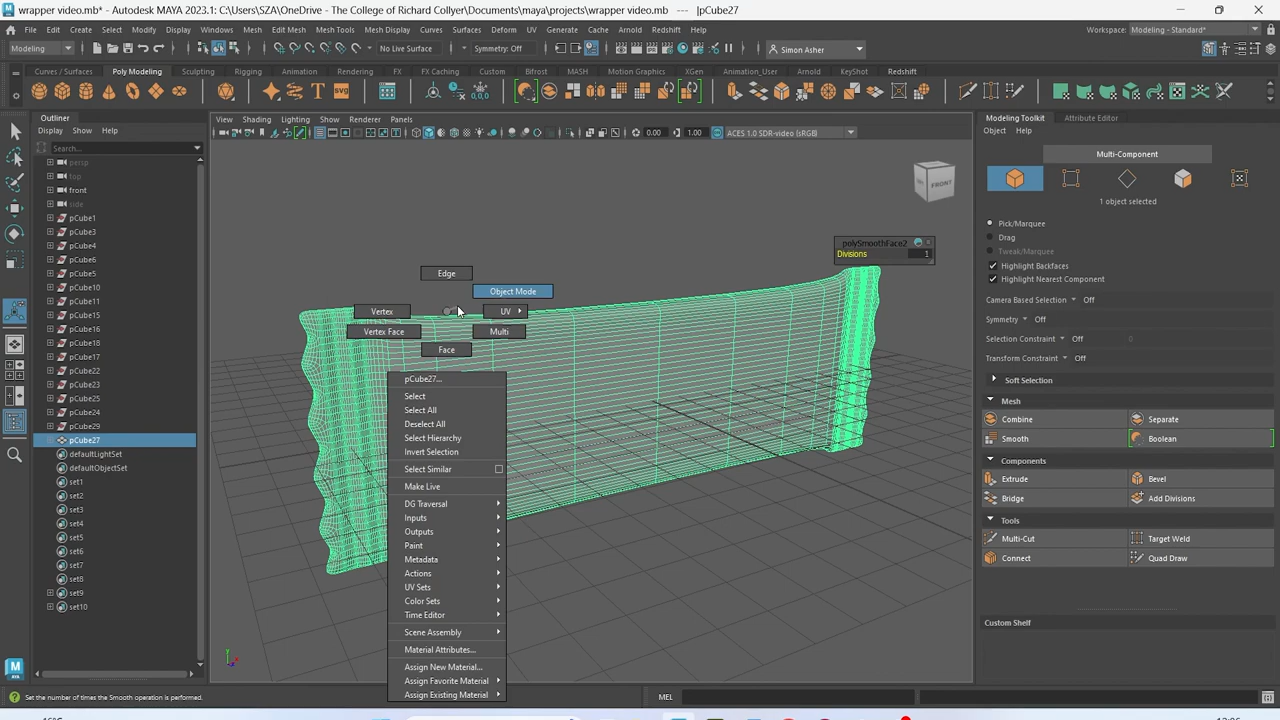 wrapper video.mb* - Autodesk MAYA 2023.1: C:\Users\SZA\OneDrive - The College of Richard Collyer\Documents\maya\projects\wrapper video.mb --- |pCube27
File Edit Create Select Modify Display Windows Mesh Edit Mesh Mesh Tools Mesh Display Curves Surfaces Deform UV Generate Cache Arnold Redshift Help
Workspace: Modeling - Standard*
Modeling
No Live Surface
Symmetry: Off
Simon Asher
Curves / Surfaces Poly Modeling Sculpting Rigging Animation Rendering FX FX Caching Custom Bifrost MASH Motion Graphics XGen Animation_User Arnold KeyShot Redshift
SVG
0,0,0
Outliner
Display Show Help
Search...
persp
top
front
side
pCube1
pCube3
pCube4
pCube6
pCube5
pCube10
pCube11
pCube15
pCube16
pCube18
pCube17
pCube22
pCube23
pCube25
pCube24
pCube29
pCube27
defaultLightSet
defaultObjectSet
set1
set2
set3
set4
set5
set6
set7
set8
set9
set10
View Shading Lighting Show Renderer Panels
0.00
1.00
ACES 1.0 SDR-video (sRGB)
FRONT
polySmoothFace2
Divisions 1
Edge
Object Mode
Vertex
UV
Vertex Face
Multi
Face
pCube27...
Select
Select All
Deselect All
Select Hierarchy
Invert Selection
Select Similar
Make Live
DG Traversal
Inputs
Outputs
Paint
Metadata
Actions
UV Sets
Color Sets
Time Editor
Scene Assembly
Material Attributes...
Assign New Material...
Assign Favorite Material
Assign Existing Material
Modeling Toolkit Attribute Editor
Object Help
Multi-Component
1 object selected
Pick/Marquee
Drag
Tweak/Marquee
Highlight Backfaces
Highlight Nearest Component
Camera Based Selection Off
Symmetry Off
Selection Constraint Off 0
Transform Constraint Off
Soft Selection
Mesh
Combine Separate
Smooth Boolean
Components
Extrude Bevel
Bridge Add Divisions
Tools
Multi-Cut Target Weld
Connect Quad Draw
Custom Shelf
Set the number of times the Smooth operation is performed.
MEL